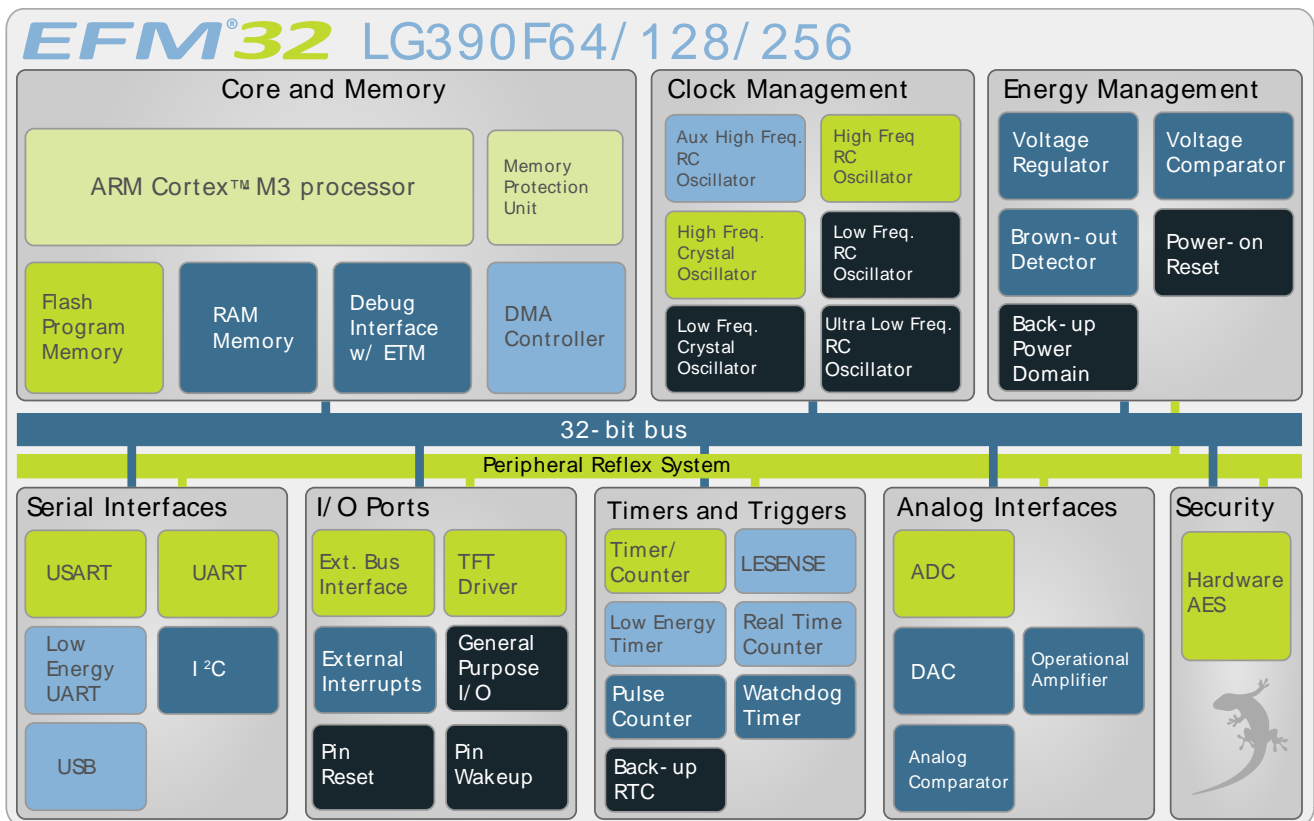 EFM®32 LG390F64/128/256
Core and Memory
ARM Cortex™ M3 processor
Memory
Protection
Unit
Flash
Program
Memory
RAM
Memory
Debug
Interface
w/ ETM
DMA
Controller
Clock Management
Aux High Freq.
RC
Oscillator
High Freq
RC
Oscillator
High Freq.
Crystal
Oscillator
Low Freq.
RC
Oscillator
Low Freq.
Crystal
Oscillator
Ultra Low Freq.
RC
Oscillator
Energy Management
Voltage
Regulator
Voltage
Comparator
Brown-out
Detector
Power-on
Reset
Back-up
Power
Domain
32-bit bus
Peripheral Reflex System
Serial Interfaces
USART
UART
Low
Energy
UART
I²C
USB
I/O Ports
Ext. Bus
Interface
TFT
Driver
External
Interrupts
General
Purpose
I/O
Pin
Reset
Pin
Wakeup
Timers and Triggers
Timer/
Counter
LESENSE
Low Energy
Timer
Real Time
Counter
Pulse
Counter
Watchdog
Timer
Back-up
RTC
Analog Interfaces
ADC
DAC
Operational
Amplifier
Analog
Comparator
Security
Hardware
AES